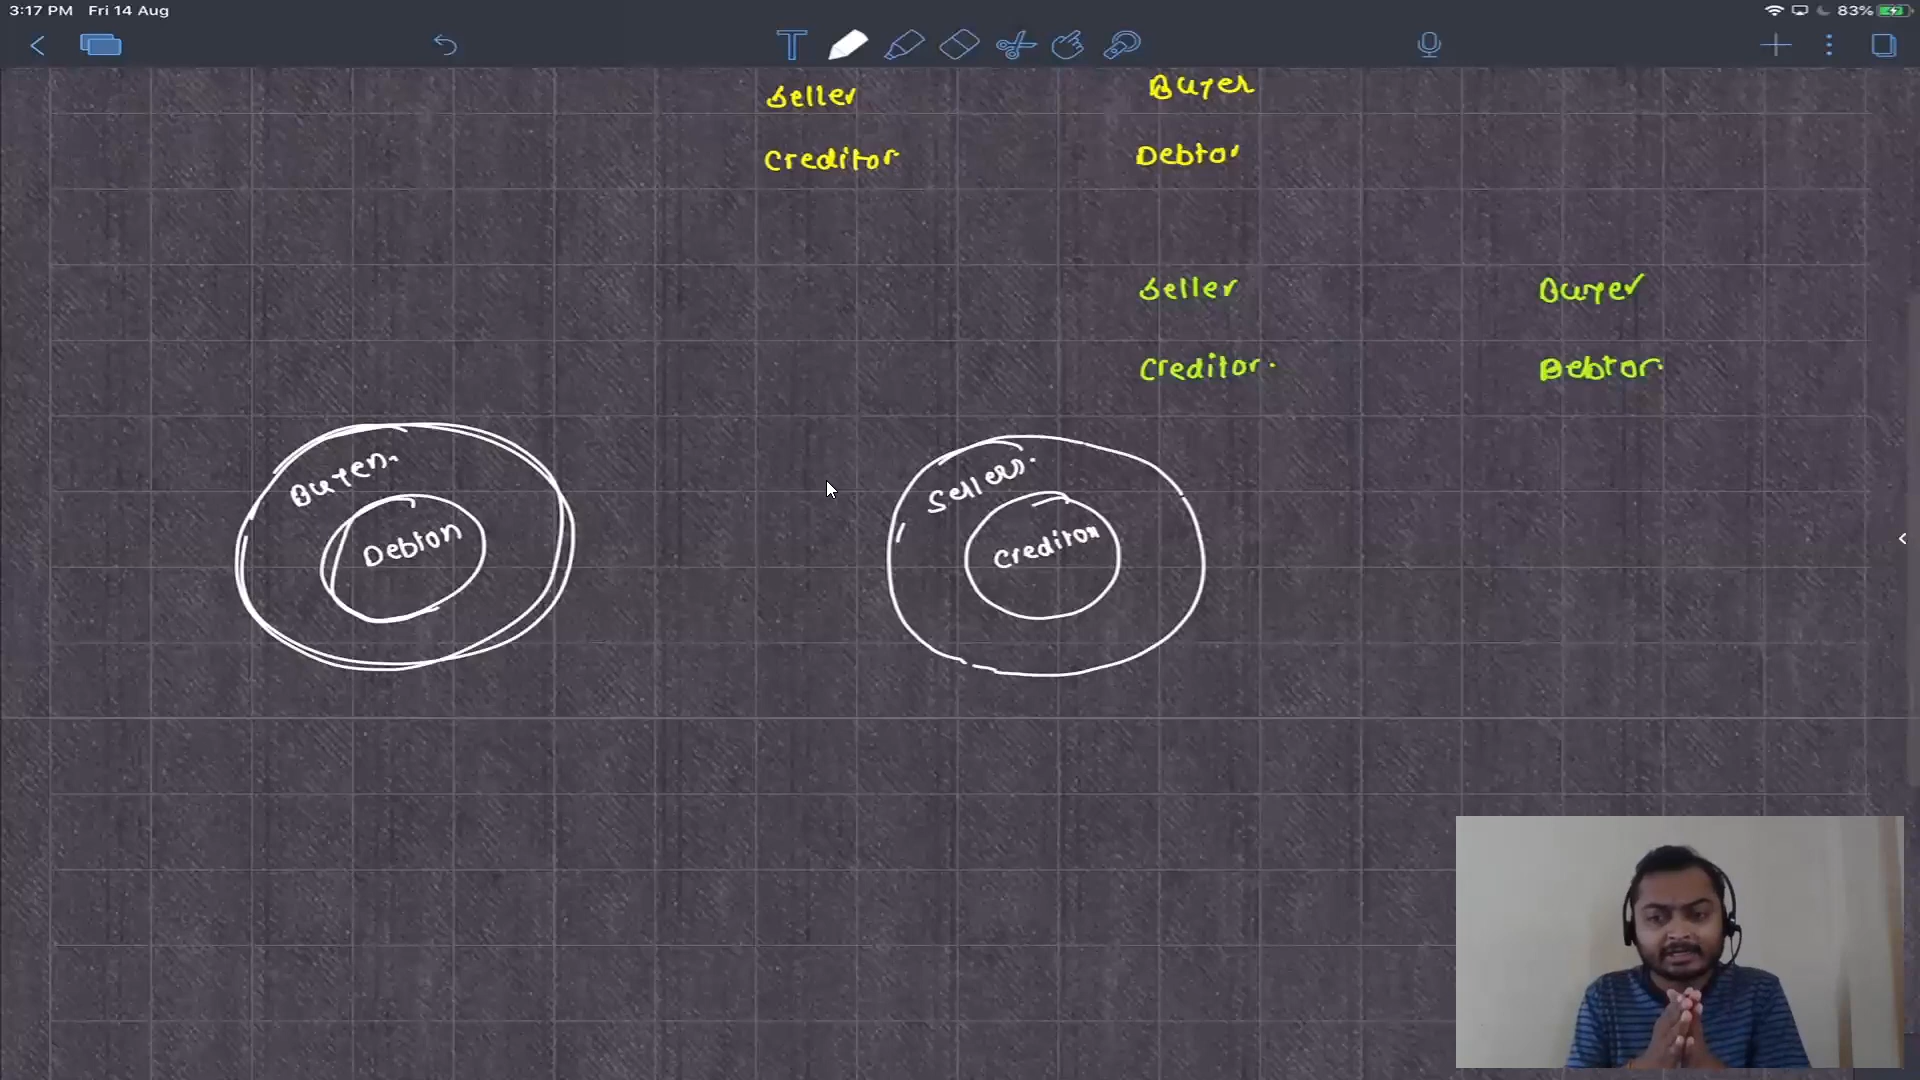 3:17 PM Fri 14 Aug
83%
T
Seller Buyer
Creditor Debtor
Seller Buyer
Creditor. Debtor.
Buyer.
Debtor
Sellers.
Creditor